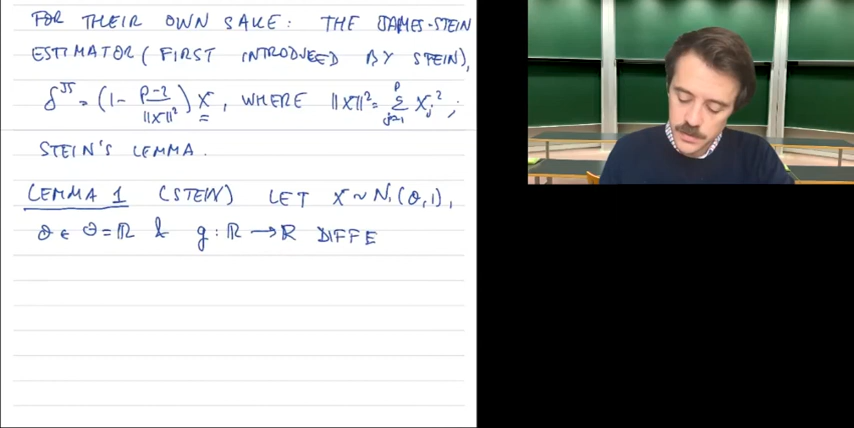 FOR THEIR OWN SAKE: THE JAMES-STEIN
ESTIMATOR (FIRST INTRODUCED BY STEIN),
δ^JS = (1 - (p-2)/||X||²) X, WHERE ||X||² = Σ_{j=1}^{p} X_j²;
STEIN'S LEMMA.
LEMMA 1 (STEIN) LET X ~ N₁(θ,1),
θ ∈ Θ = ℝ & g: ℝ → ℝ DIFFE